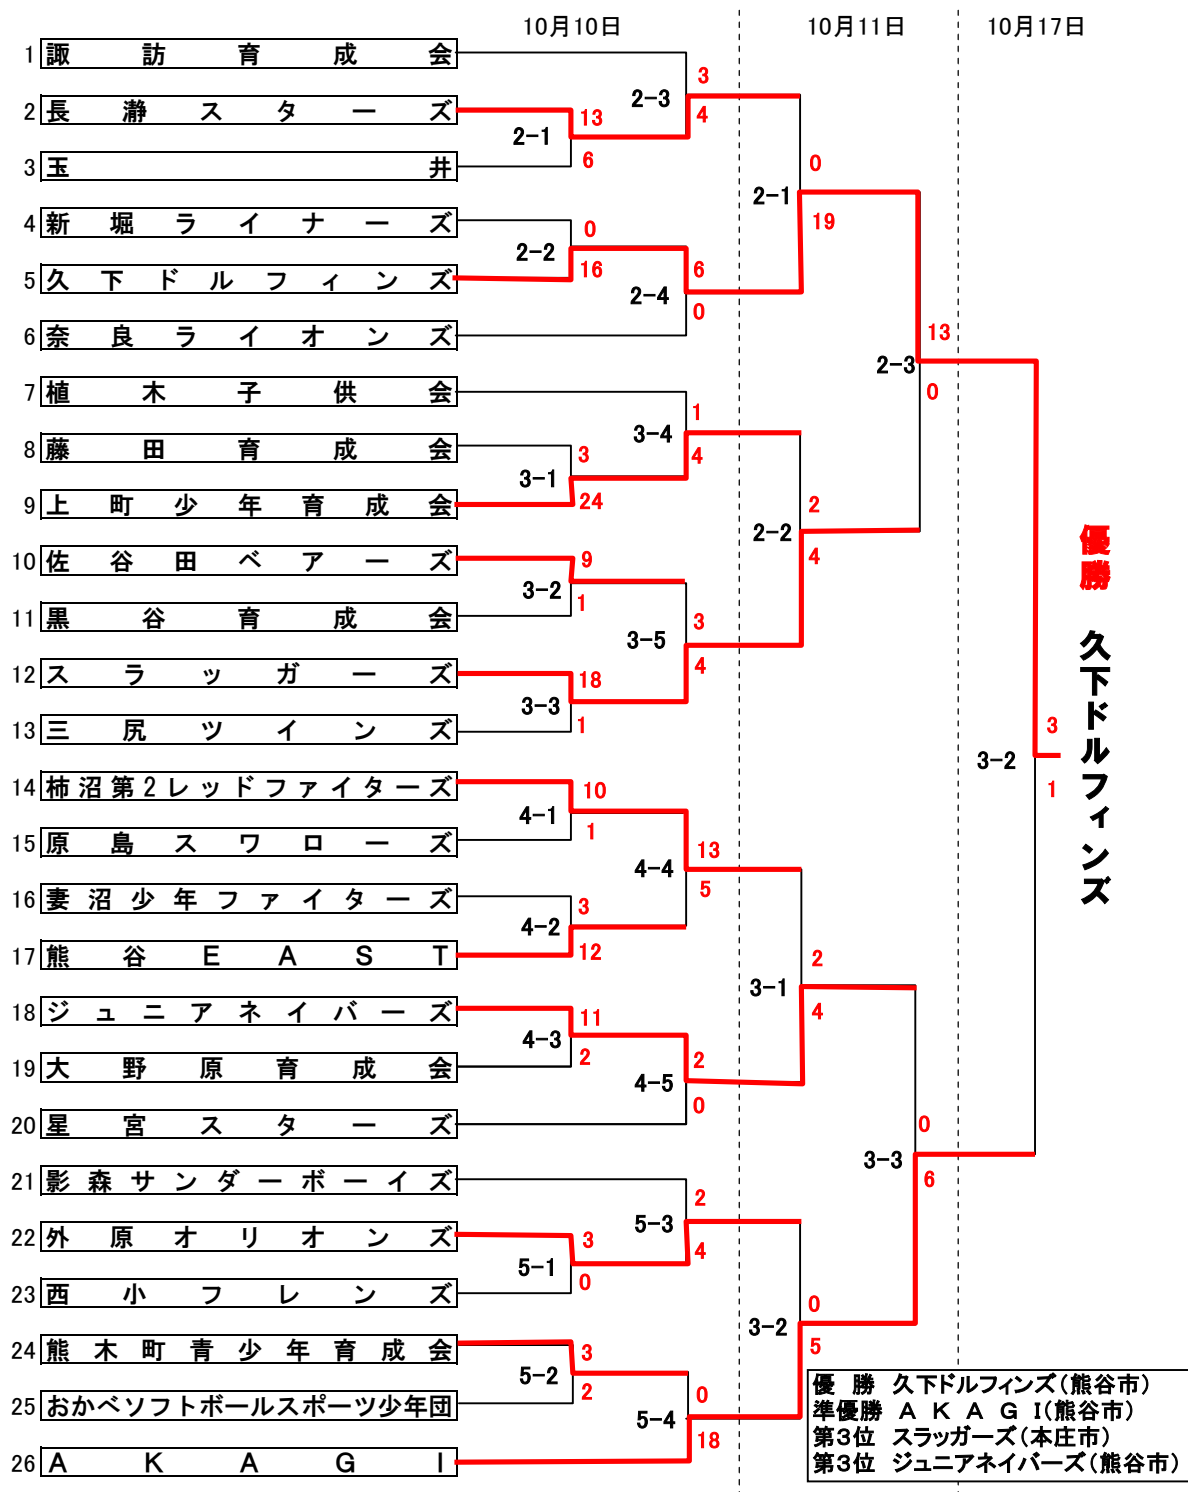 10月10日 10月11日 10月17日
1 諏訪育成会
2 長瀞スターズ
3 玉井
4 新堀ライナーズ
5 久下ドルフィンズ
6 奈良ライオンズ
7 植木子供会
8 藤田育成会
9 上町少年育成会
10 佐谷田ベアーズ
11 黒谷育成会
12 スラッガーズ
13 三尻ツインズ
14 柿沼第2レッドファイターズ
15 原島スワローズ
16 妻沼少年ファイターズ
17 熊谷EAST
18 ジュニアネイバーズ
19 大野原育成会
20 星宮スターズ
21 影森サンダーボーイズ
22 外原オリオンズ
23 西小フレンズ
24 熊木町青少年育成会
25 おかベソフトボールスポーツ少年団
26 AKAGI
2-1 13 6
2-2 0 16
3-1 3 24
3-2 9 1
3-3 18 1
4-1 10 1
4-2 3 12
4-3 11 2
5-1 3 0
5-2 3 2
2-3 3 4
2-4 6 0
3-4 1 4
3-5 3 4
4-4 13 5
4-5 2 0
5-3 2 4
5-4 0 18
2-1 0 19
2-2 2 4
3-1 2 4
3-2 0 5
2-3 13 0
3-3 0 6
3-2 3 1
優勝 久下ドルフィンズ
優勝 久下ドルフィンズ(熊谷市)
準優勝 AKAGI(熊谷市)
第3位 スラッガーズ(本庄市)
第3位 ジュニアネイバーズ(熊谷市)